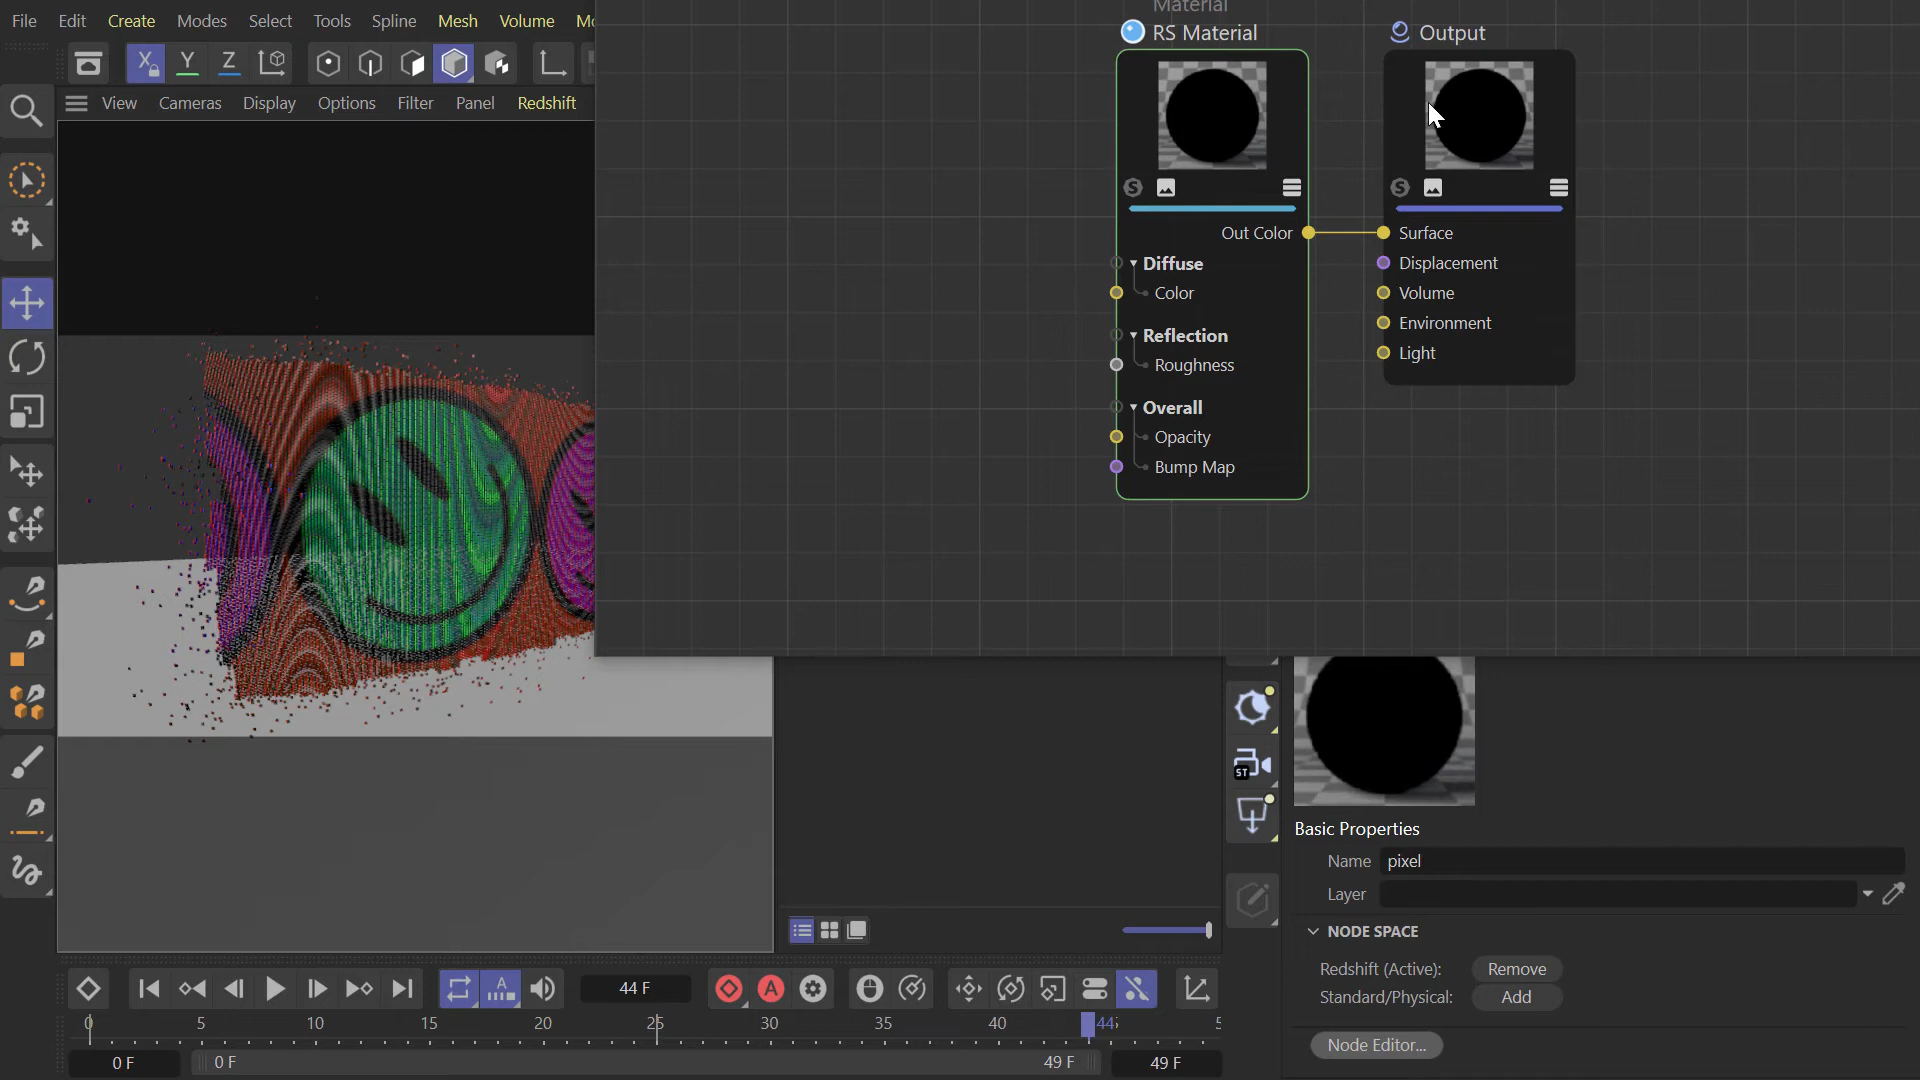 File Edit Create Modes Select Tools Spline Mesh Volume
X Y Z
View Cameras Display Options Filter Panel Redshift
Material
RS Material
Out Color
Diffuse
Color
Reflection
Roughness
Overall
Opacity
Bump Map
Output
Surface
Displacement
Volume
Environment
Light
ST
Basic Properties
Name pixel
Layer
NODE SPACE
Redshift (Active): Remove
Standard/Physical: Add
Node Editor...
A 44 F A
0 5 10 15 20 25 30 35 40 44
0 F 0 F 49 F 49 F